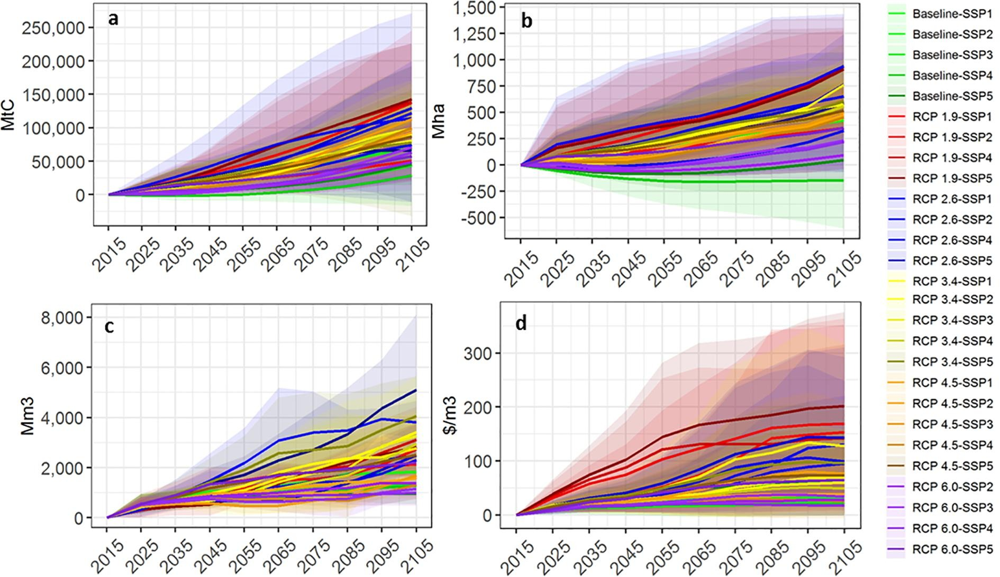 a
MtC
250,000
200,000
150,000
100,000
50,000
0
2015 2025 2035 2045 2055 2065 2075 2085 2095 2105
b
Mha
1,500
1,250
1,000
750
500
250
0
-250
-500
2015 2025 2035 2045 2055 2065 2075 2085 2095 2105
c
Mm3
8,000
6,000
4,000
2,000
0
2015 2025 2035 2045 2055 2065 2075 2085 2095 2105
d
$/m3
300
200
100
0
2015 2025 2035 2045 2055 2065 2075 2085 2095 2105
Baseline-SSP1
Baseline-SSP2
Baseline-SSP3
Baseline-SSP4
Baseline-SSP5
RCP 1.9-SSP1
RCP 1.9-SSP2
RCP 1.9-SSP4
RCP 1.9-SSP5
RCP 2.6-SSP1
RCP 2.6-SSP2
RCP 2.6-SSP4
RCP 2.6-SSP5
RCP 3.4-SSP1
RCP 3.4-SSP2
RCP 3.4-SSP3
RCP 3.4-SSP4
RCP 3.4-SSP5
RCP 4.5-SSP1
RCP 4.5-SSP2
RCP 4.5-SSP3
RCP 4.5-SSP4
RCP 4.5-SSP5
RCP 6.0-SSP2
RCP 6.0-SSP3
RCP 6.0-SSP4
RCP 6.0-SSP5